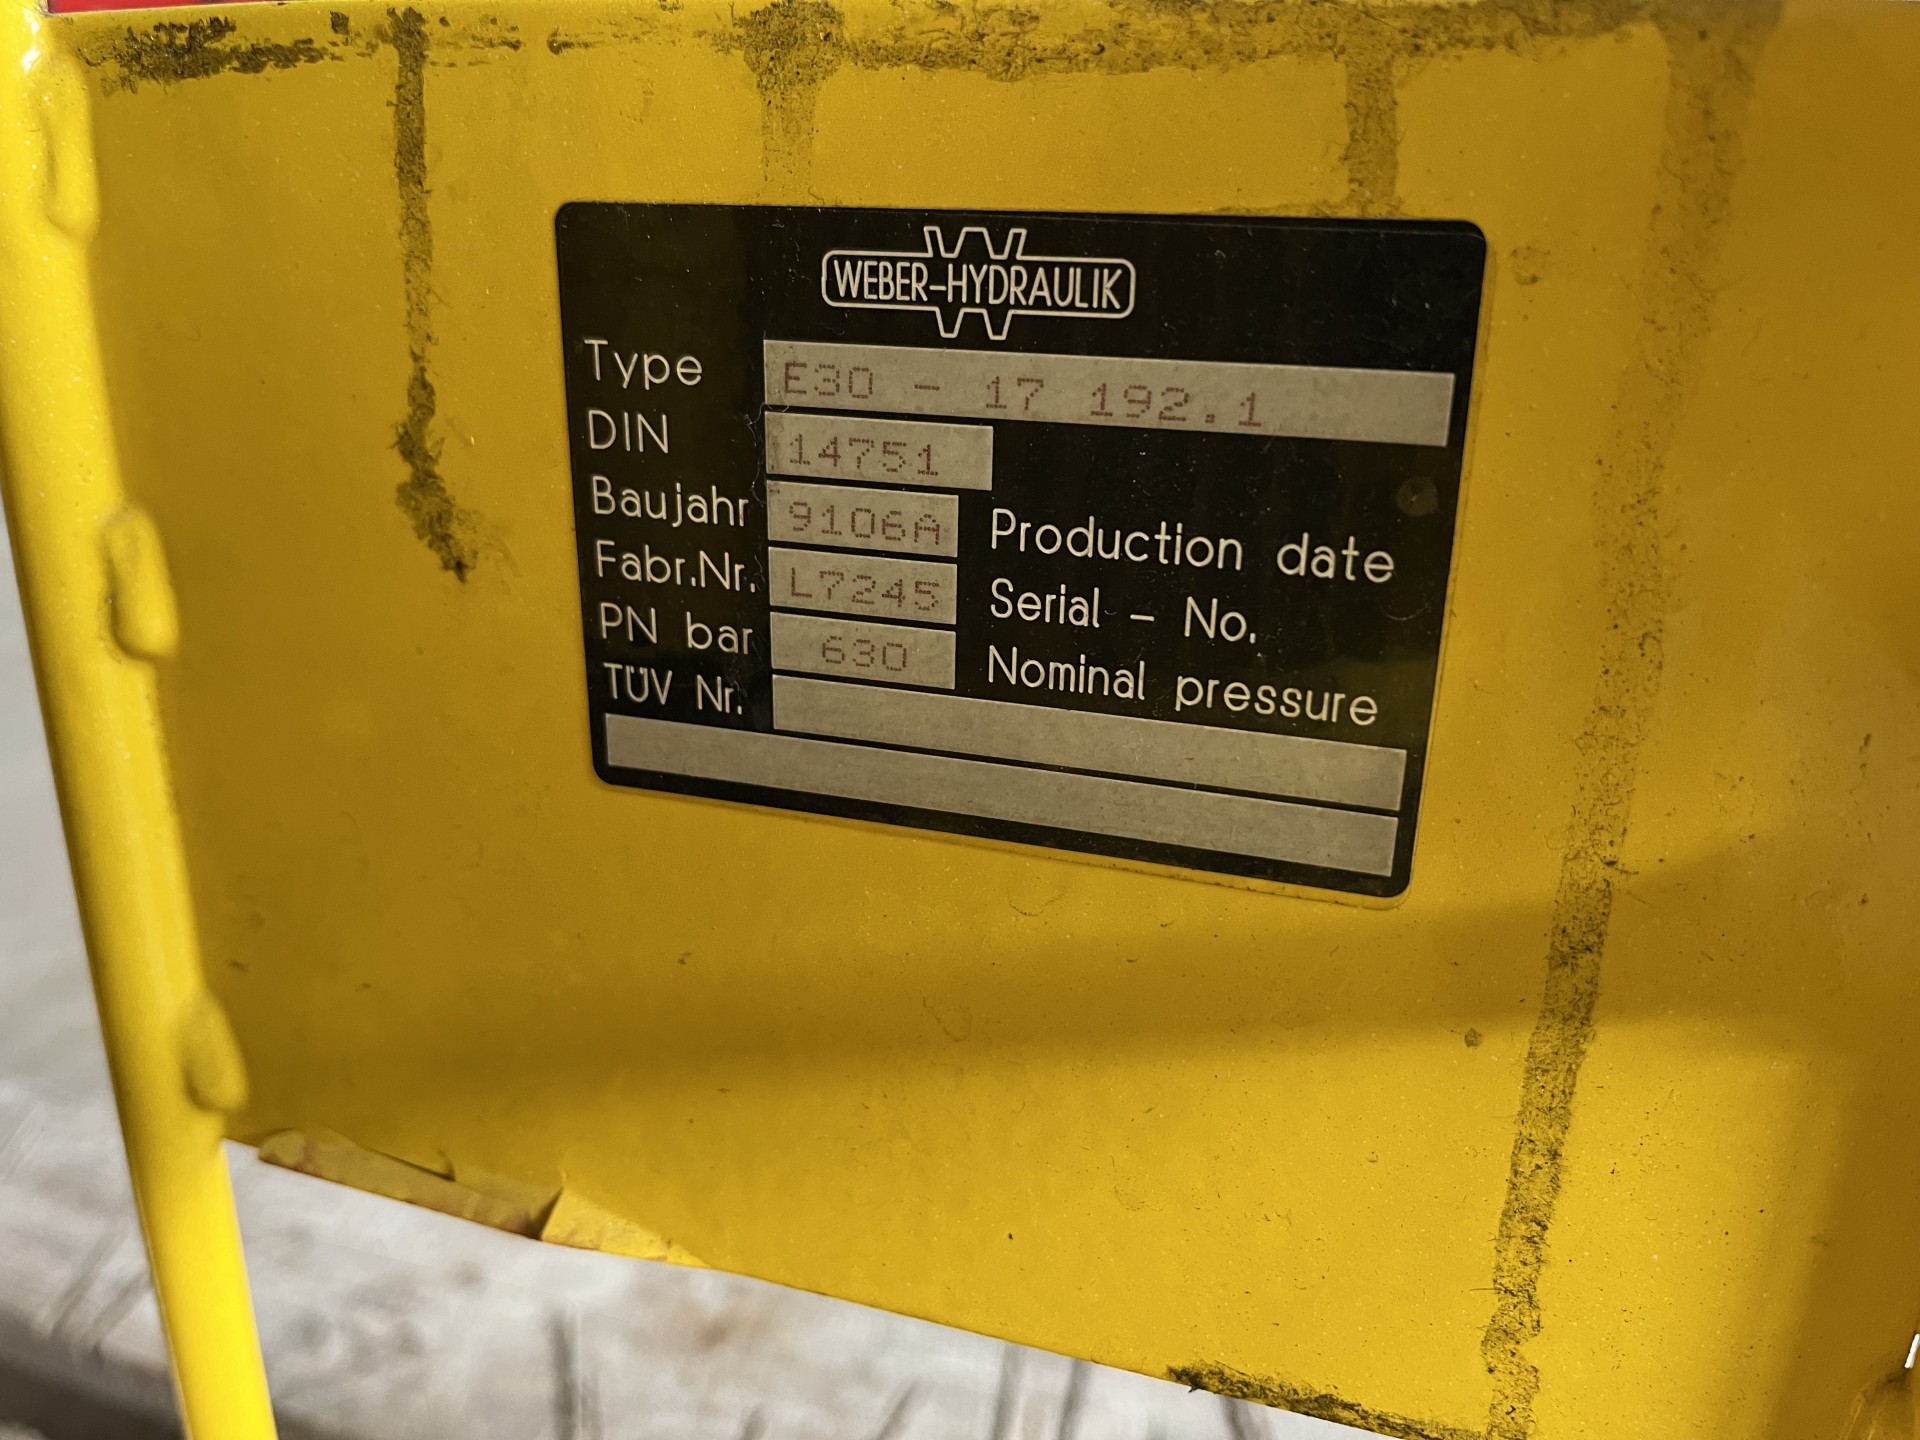 WEBER-HYDRAULIK
Type E30 - 17 192.1
DIN 14751
Baujahr 9106A Production date
Fabr.Nr. L7245 Serial - No.
PN bar 630 Nominal pressure
TÜV Nr.